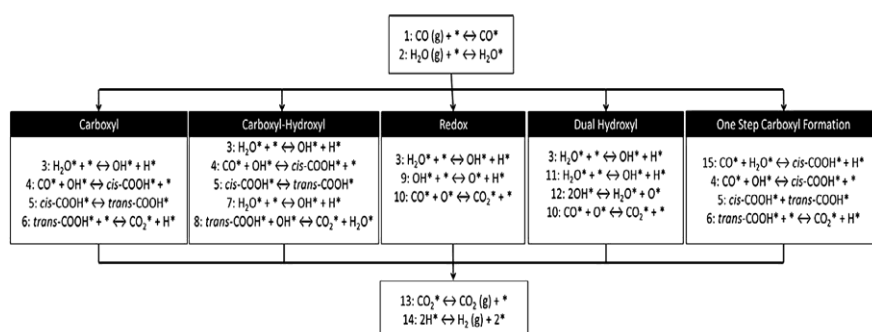 1: CO (g) + * ↔ CO*
2: H₂O (g) + * ↔ H₂O*
Carboxyl
3: H₂O* + * ↔ OH* + H*
4: CO* + OH* ↔ cis-COOH* + *
5: cis-COOH* ↔ trans-COOH*
6: trans-COOH* + * ↔ CO₂* + H*
Carboxyl-Hydroxyl
3: H₂O* + * ↔ OH* + H*
4: CO* + OH* ↔ cis-COOH* + *
5: cis-COOH* ↔ trans-COOH*
7: H₂O* + * ↔ OH* + H*
8: trans-COOH* + OH* ↔ CO₂* + H₂O*
Redox
3: H₂O* + * ↔ OH* + H*
9: OH* + * ↔ O* + H*
10: CO* + O* ↔ CO₂* + *
Dual Hydroxyl
3: H₂O* + * ↔ OH* + H*
11: H₂O* + * ↔ OH* + H*
12: 2OH* ↔ H₂O* + O*
10: CO* + O* ↔ CO₂* + *
One Step Carboxyl Formation
15: CO* + H₂O* ↔ cis-COOH* + H*
4: CO* + OH* ↔ cis-COOH* + *
5: cis-COOH* + trans-COOH*
6: trans-COOH* + * ↔ CO₂* + H*
13: CO₂* ↔ CO₂ (g) + *
14: 2H* ↔ H₂ (g) + 2*